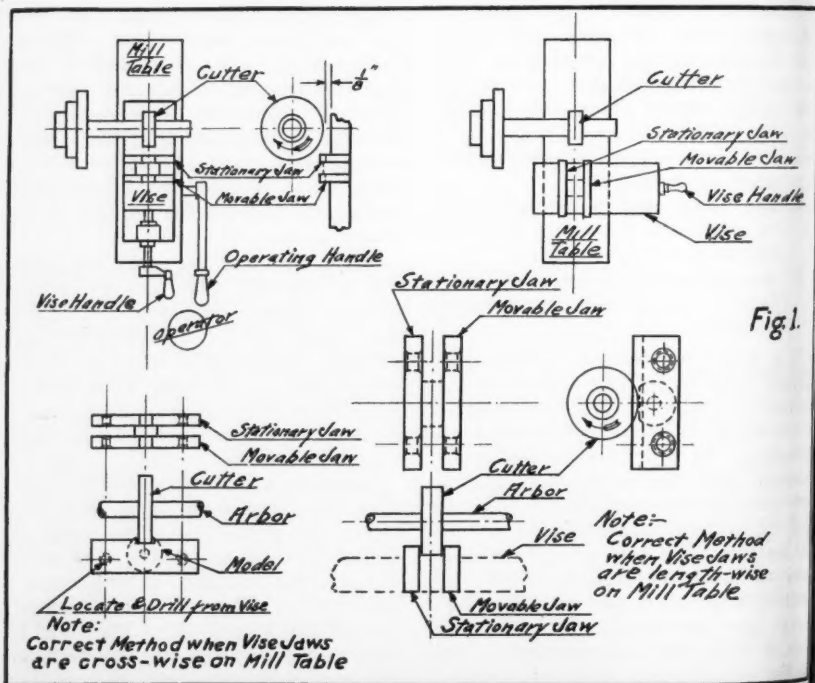 Mill
Table
Cutter
1/8"
Stationary Jaw
Movable Jaw
Vise
Operating Handle
Vise Handle
Operator
Cutter
Stationary Jaw
Movable Jaw
Vise Handle
Vise
Mill
Table
Stationary Jaw
Movable Jaw
Fig. 1.
Stationary Jaw
Movable Jaw
Cutter
Arbor
Model
Locate & Drill from Vise
Note:
Correct Method when Vise Jaws
are cross-wise on Mill Table
Cutter
Arbor
Vise
Movable Jaw
Stationary Jaw
Note:-
Correct Method
when Vise Jaws
are length-wise
on Mill Table